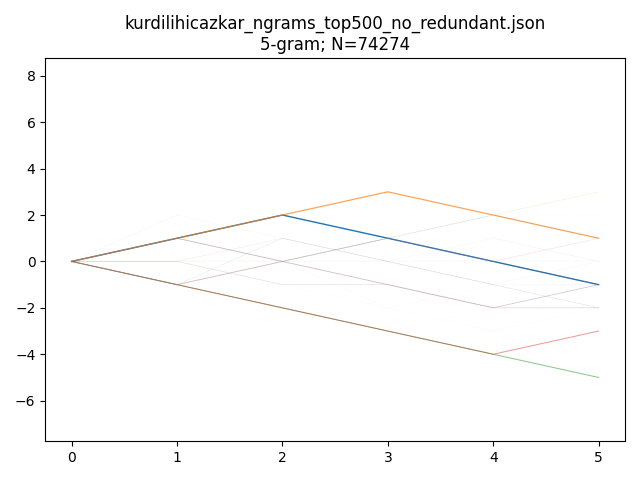 kurdilihicazkar_ngrams_top500_no_redundant.json
5-gram; N=74274
8
6
4
2
0
−2
−4
−6
0 1 2 3 4 5